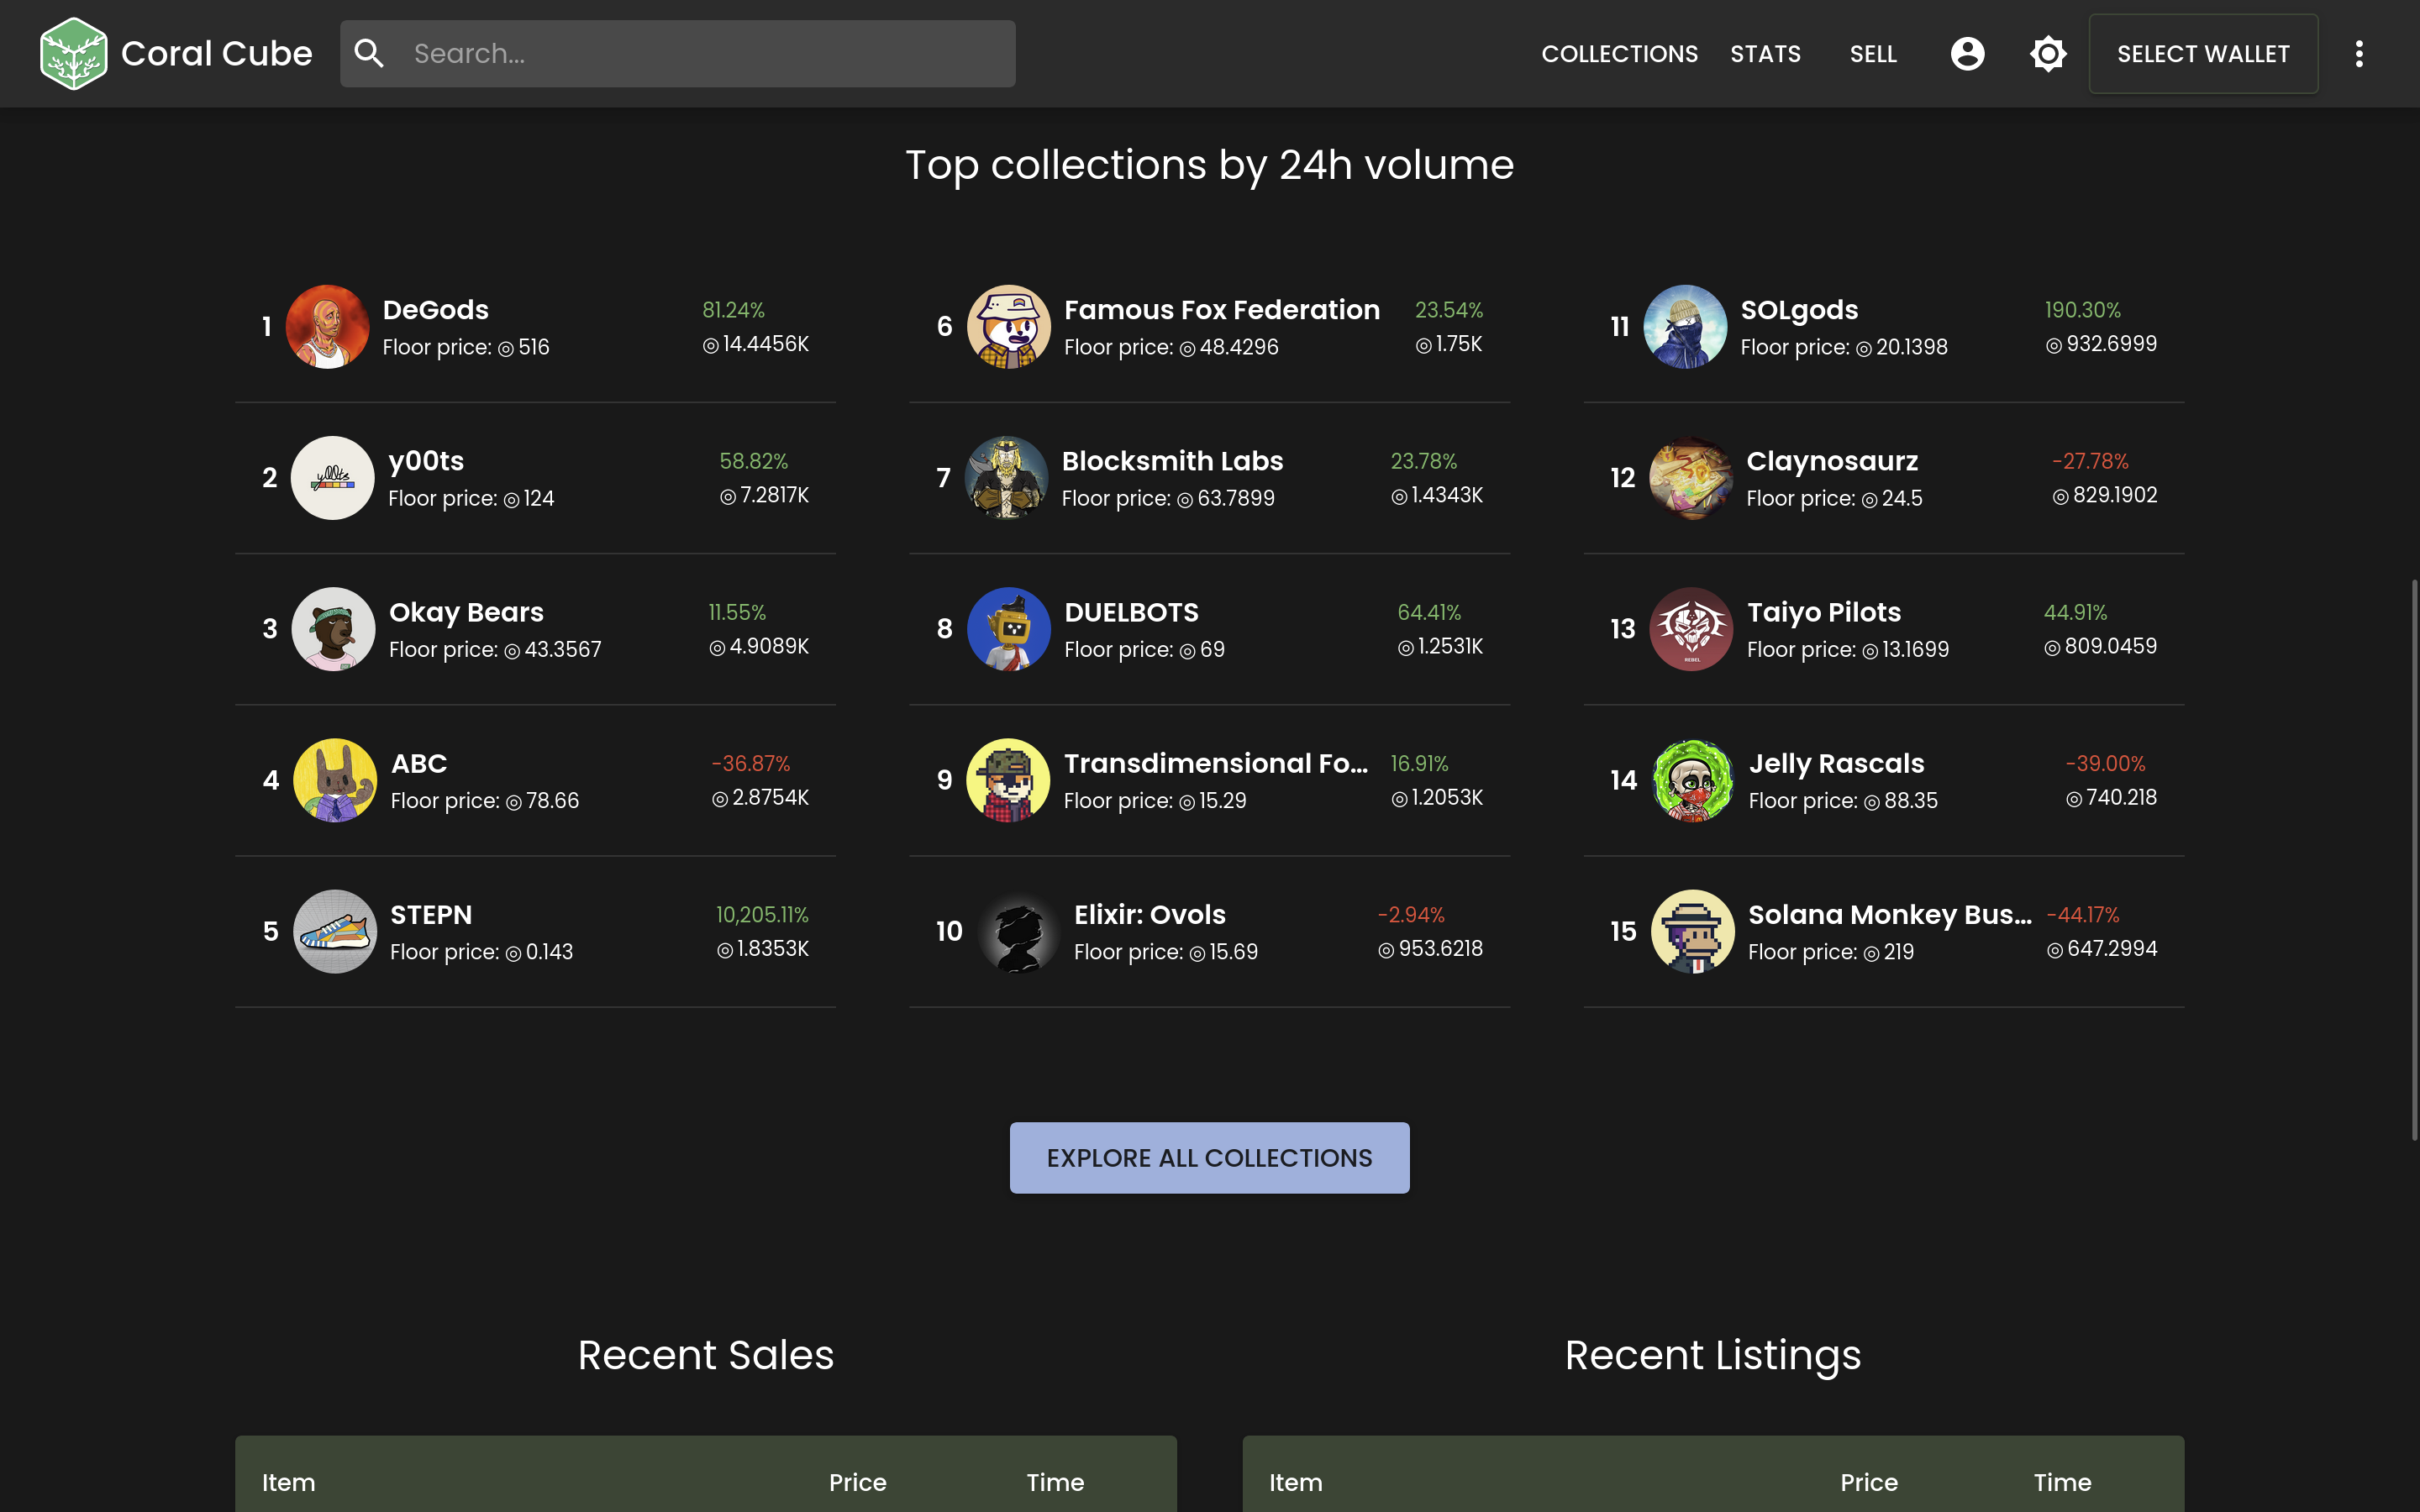 Coral Cube
Search...
COLLECTIONS
STATS
SELL
SELECT WALLET
Top collections by 24h volume
1
DeGods
81.24%
Floor price: ◎ 516
◎ 14.4456K
2
y00ts
58.82%
Floor price: ◎ 124
◎ 7.2817K
3
Okay Bears
11.55%
Floor price: ◎ 43.3567
◎ 4.9089K
4
ABC
-36.87%
Floor price: ◎ 78.66
◎ 2.8754K
5
STEPN
10,205.11%
Floor price: ◎ 0.143
◎ 1.8353K
6
Famous Fox Federation
23.54%
Floor price: ◎ 48.4296
◎ 1.75K
7
Blocksmith Labs
23.78%
Floor price: ◎ 63.7899
◎ 1.4343K
8
DUELBOTS
64.41%
Floor price: ◎ 69
◎ 1.2531K
9
Transdimensional Fo...
16.91%
Floor price: ◎ 15.29
◎ 1.2053K
10
Elixir: Ovols
-2.94%
Floor price: ◎ 15.69
◎ 953.6218
11
SOLgods
190.30%
Floor price: ◎ 20.1398
◎ 932.6999
12
Claynosaurz
-27.78%
Floor price: ◎ 24.5
◎ 829.1902
13
REBEL
Taiyo Pilots
44.91%
Floor price: ◎ 13.1699
◎ 809.0459
14
Jelly Rascals
-39.00%
Floor price: ◎ 88.35
◎ 740.218
15
Solana Monkey Bus...
-44.17%
Floor price: ◎ 219
◎ 647.2994
EXPLORE ALL COLLECTIONS
Recent Sales
Item
Price
Time
Recent Listings
Item
Price
Time